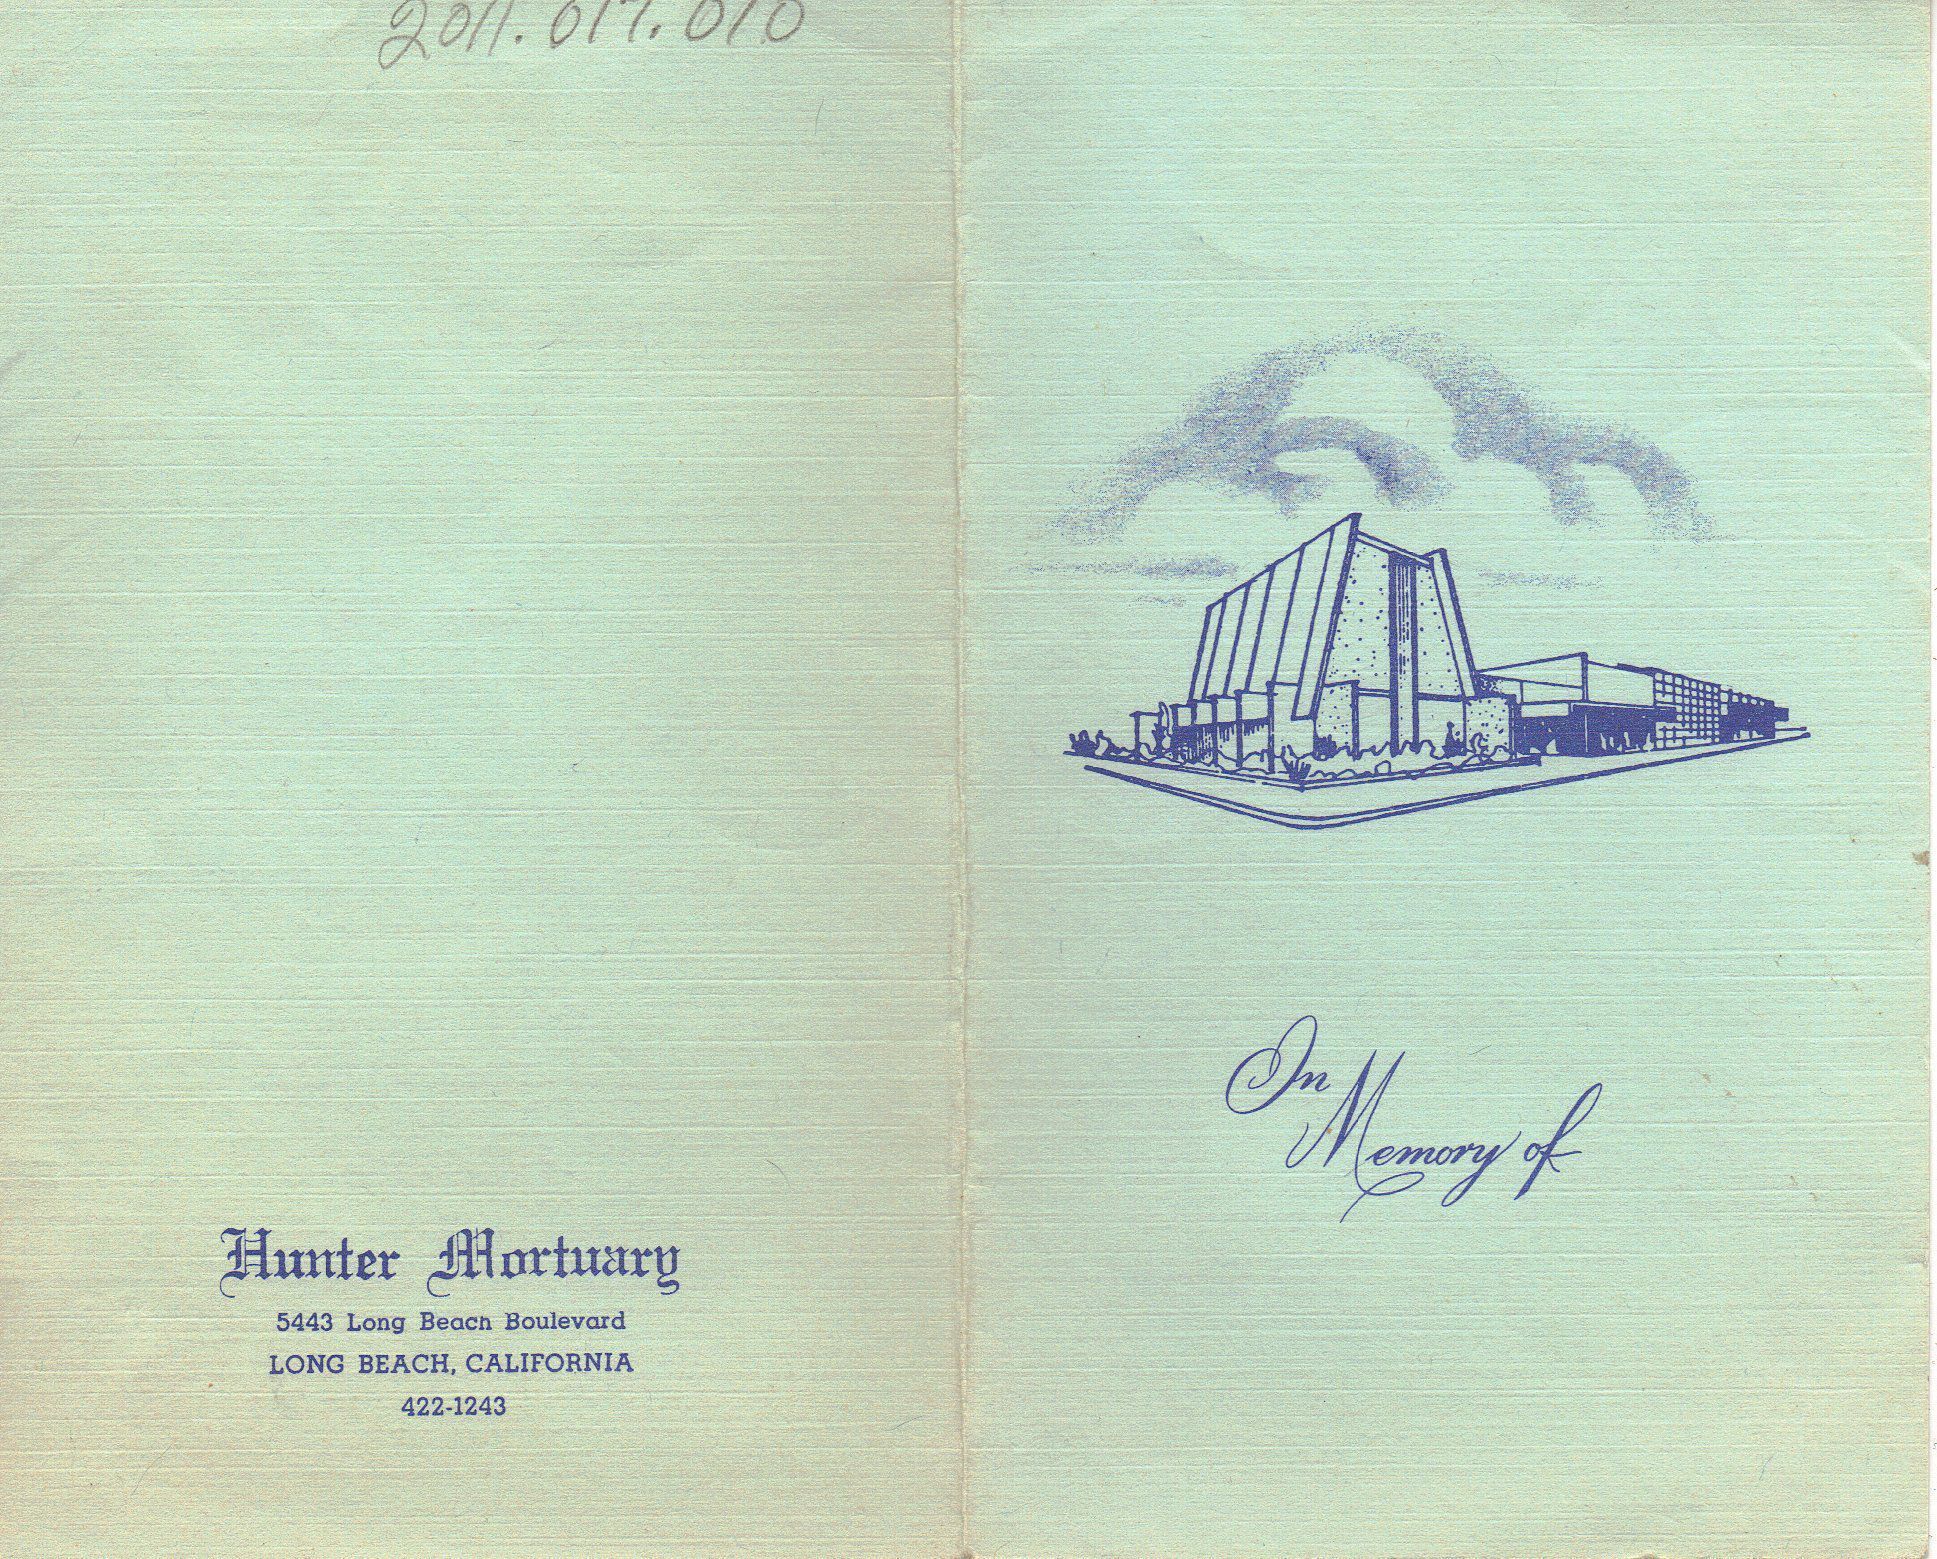 2011.017.010
Hunter Mortuary
5443 Long Beach Boulevard
LONG BEACH, CALIFORNIA
422-1243
In
Memory of